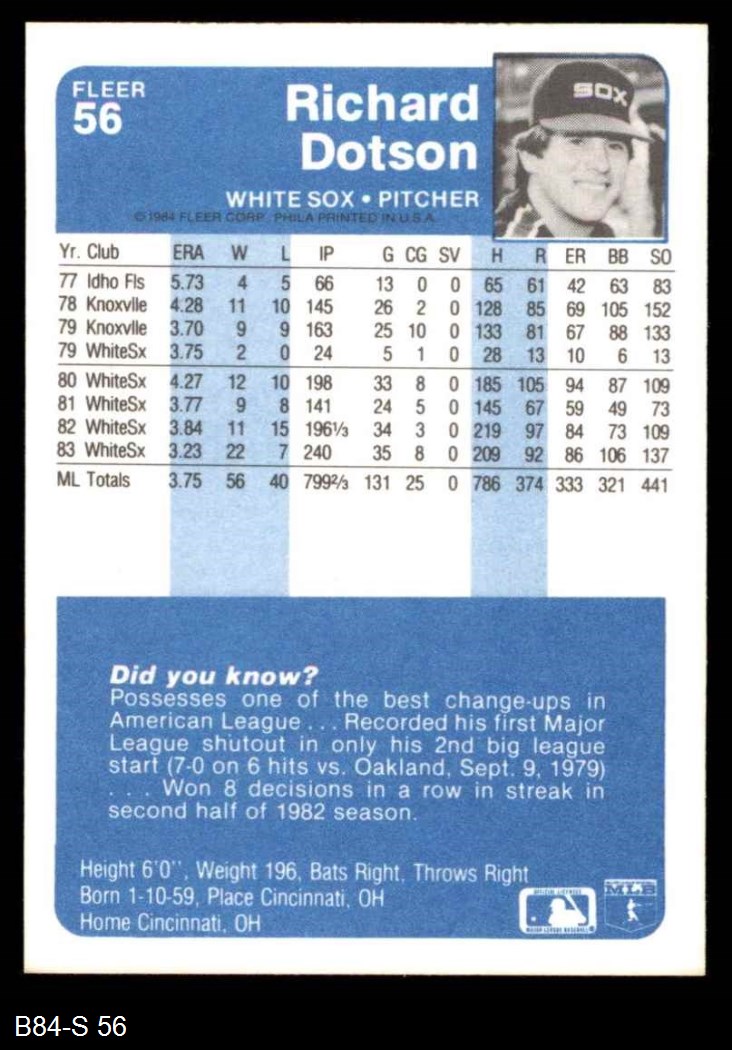 FLEER
56
Richard
Dotson
WHITE SOX • PITCHER
© 1984 FLEER CORP. PHILA PRINTED IN U.S.A.
SOX
Yr. Club ERA W L IP G CG SV H R ER BB SO
77 Idho Fls 5.73 4 5 66 13 0 0 65 61 42 63 83
78 Knoxvlle 4.28 11 10 145 26 2 0 128 85 69 105 152
79 Knoxvlle 3.70 9 9 163 25 10 0 133 81 67 88 133
79 WhiteSx 3.75 2 0 24 5 1 0 28 13 10 6 13
80 WhiteSx 4.27 12 10 198 33 8 0 185 105 94 87 109
81 WhiteSx 3.77 9 8 141 24 5 0 145 67 59 49 73
82 WhiteSx 3.84 11 15 196⅓ 34 3 0 219 97 84 73 109
83 WhiteSx 3.23 22 7 240 35 8 0 209 92 86 106 137
ML Totals 3.75 56 40 799⅔ 131 25 0 786 374 333 321 441
Did you know?
Possesses one of the best change-ups in
American League . . . Recorded his first Major
League shutout in only his 2nd big league
start (7-0 on 6 hits vs. Oakland, Sept. 9, 1979)
. . . Won 8 decisions in a row in streak in
second half of 1982 season.
Height 6'0", Weight 196, Bats Right, Throws Right
Born 1-10-59, Place Cincinnati, OH
Home Cincinnati, OH
OFFICIAL LICENSEE
MAJOR LEAGUE BASEBALL
MLB
B84-S 56